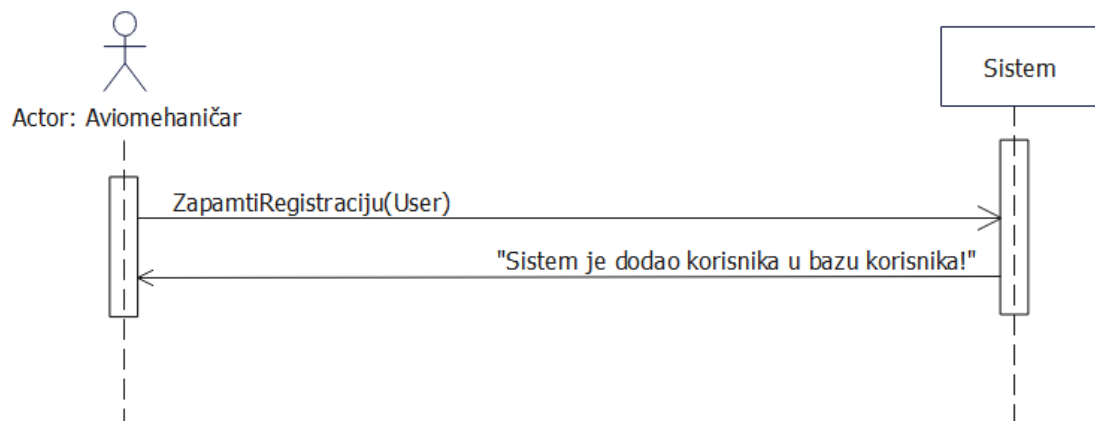 Sistem
Actor: Aviomehaničar
ZapamtiRegistraciju(User)
"Sistem je dodao korisnika u bazu korisnika!"